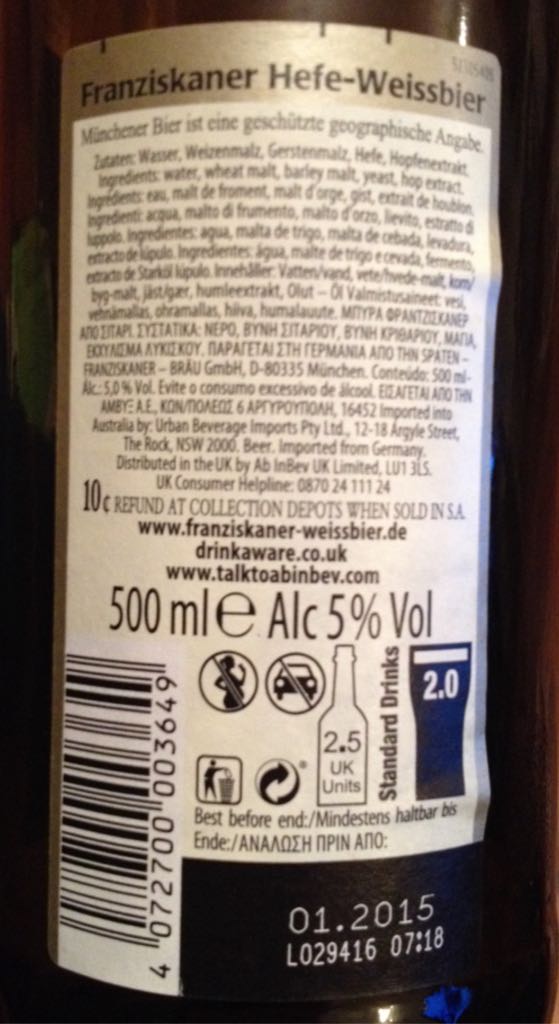 Franziskaner Hefe-Weissbier
Münchener Bier ist eine geschützte geographische Angabe.
Zutaten: Wasser, Weizenmalz, Gerstenmalz, Hefe, Hopfenextrakt.
Ingredients: water, wheat malt, barley malt, yeast, hop extract.
Ingrédients: eau, malt de froment, malt d'orge, gist, extrait de houblon.
Ingredienti: acqua, malto di frumento, malto d'orzo, lievito, estratto di
luppolo. Ingredientes: agua, malta de trigo, malta de cebada, levadura,
extracto de lúpulo. Ingredientes: água, malte de trigo e cevada, fermento,
extracto de Starköl lúpulo. Innehåller: Vatten/vand, vete/hvede-malt, korn/
byg-malt, jäst/gær, humleextrakt, Olut – Öl Valmistusaineet: vesi,
vehnämallas, ohramallas, hiiva, humalauute. ΜΠΥΡΑ ΦΡΑΝΤΖΙΣΚΑΝΕΡ
ΑΠΟ ΣΙΤΑΡΙ. ΣΥΣΤΑΤΙΚΑ: ΝΕΡΟ, ΒΥΝΗ ΣΙΤΑΡΙΟΥ, ΒΥΝΗ ΚΡΙΘΑΡΙΟΥ, ΜΑΓΙΑ,
ΕΚΧΥΛΙΣΜΑ ΛΥΚΙΣΚΟΥ. ΠΑΡΑΓΕΤΑΙ ΣΤΗ ΓΕΡΜΑΝΙΑ ΑΠΟ ΤΗΝ SPATEN –
FRANZISKANER – BRÄU GmbH, D-80335 München. Conteúdo: 500 ml-
Alc.: 5,0 % Vol. Evite o consumo excessivo de álcool. ΕΙΣΑΓΕΤΑΙ ΑΠΟ ΤΗΝ
ΑΜΒΥΞ Α.Ε., ΚΩΝ/ΠΟΛΕΩΣ 6 ΑΡΓΥΡΟΥΠΟΛΗ, 16452 Imported into
Australia by: Urban Beverage Imports Pty Ltd., 12-18 Argyle Street,
The Rock, NSW 2000. Beer. Imported from Germany.
Distributed in the UK by Ab InBev UK Limited, LU1 3LS.
UK Consumer Helpline: 0870 24 111 24
10¢ REFUND AT COLLECTION DEPOTS WHEN SOLD IN S.A.
www.franziskaner-weissbier.de
drinkaware.co.uk
www.talktoabinbev.com
500 ml ℮ Alc 5% Vol
4 072700 003649
2.5
UK
Units
Standard Drinks
2.0
Best before end:/Mindestens haltbar bis
Ende:/ΑΝΑΛΩΣΗ ΠΡΙΝ ΑΠΟ:
01.2015
L029416 07:18